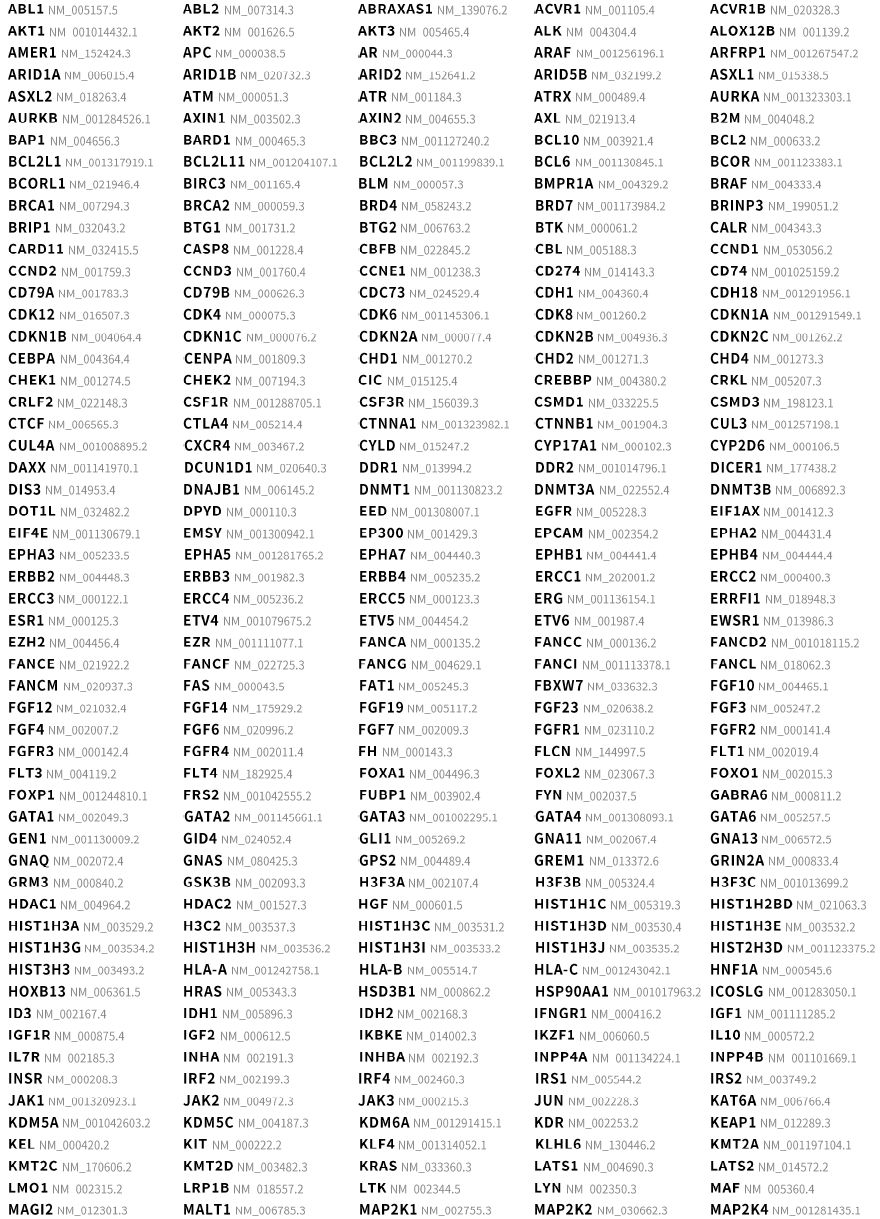 ABL1 NM_005157.5 ABL2 NM_007314.3 ABRAXAS1 NM_139076.2 ACVR1 NM_001105.4 ACVR1B NM_020328.3
AKT1 NM_001014432.1 AKT2 NM_001626.5 AKT3 NM_005465.4 ALK NM_004304.4 ALOX12B NM_001139.2
AMER1 NM_152424.3 APC NM_000038.5 AR NM_000044.3 ARAF NM_001256196.1 ARFRP1 NM_001267547.2
ARID1A NM_006015.4 ARID1B NM_020732.3 ARID2 NM_152641.2 ARID5B NM_032199.2 ASXL1 NM_015338.5
ASXL2 NM_018263.4 ATM NM_000051.3 ATR NM_001184.3 ATRX NM_000489.4 AURKA NM_001323303.1
AURKB NM_001284526.1 AXIN1 NM_003502.3 AXIN2 NM_004655.3 AXL NM_021913.4 B2M NM_004048.2
BAP1 NM_004656.3 BARD1 NM_000465.3 BBC3 NM_001127240.2 BCL10 NM_003921.4 BCL2 NM_000633.2
BCL2L1 NM_001317919.1 BCL2L11 NM_001204107.1 BCL2L2 NM_001199839.1 BCL6 NM_001130845.1 BCOR NM_001123383.1
BCORL1 NM_021946.4 BIRC3 NM_001165.4 BLM NM_000057.3 BMPR1A NM_004329.2 BRAF NM_004333.4
BRCA1 NM_007294.3 BRCA2 NM_000059.3 BRD4 NM_058243.2 BRD7 NM_001173984.2 BRINP3 NM_199051.2
BRIP1 NM_032043.2 BTG1 NM_001731.2 BTG2 NM_006763.2 BTK NM_000061.2 CALR NM_004343.3
CARD11 NM_032415.5 CASP8 NM_001228.4 CBFB NM_022845.2 CBL NM_005188.3 CCND1 NM_053056.2
CCND2 NM_001759.3 CCND3 NM_001760.4 CCNE1 NM_001238.3 CD274 NM_014143.3 CD74 NM_001025159.2
CD79A NM_001783.3 CD79B NM_000626.3 CDC73 NM_024529.4 CDH1 NM_004360.4 CDH18 NM_001291956.1
CDK12 NM_016507.3 CDK4 NM_000075.3 CDK6 NM_001145306.1 CDK8 NM_001260.2 CDKN1A NM_001291549.1
CDKN1B NM_004064.4 CDKN1C NM_000076.2 CDKN2A NM_000077.4 CDKN2B NM_004936.3 CDKN2C NM_001262.2
CEBPA NM_004364.4 CENPA NM_001809.3 CHD1 NM_001270.2 CHD2 NM_001271.3 CHD4 NM_001273.3
CHEK1 NM_001274.5 CHEK2 NM_007194.3 CIC NM_015125.4 CREBBP NM_004380.2 CRKL NM_005207.3
CRLF2 NM_022148.3 CSF1R NM_001288705.1 CSF3R NM_156039.3 CSMD1 NM_033225.5 CSMD3 NM_198123.1
CTCF NM_006565.3 CTLA4 NM_005214.4 CTNNA1 NM_001323982.1 CTNNB1 NM_001904.3 CUL3 NM_001257198.1
CUL4A NM_001008895.2 CXCR4 NM_003467.2 CYLD NM_015247.2 CYP17A1 NM_000102.3 CYP2D6 NM_000106.5
DAXX NM_001141970.1 DCUN1D1 NM_020640.3 DDR1 NM_013994.2 DDR2 NM_001014796.1 DICER1 NM_177438.2
DIS3 NM_014953.4 DNAJB1 NM_006145.2 DNMT1 NM_001130823.2 DNMT3A NM_022552.4 DNMT3B NM_006892.3
DOT1L NM_032482.2 DPYD NM_000110.3 EED NM_001308007.1 EGFR NM_005228.3 EIF1AX NM_001412.3
EIF4E NM_001130679.1 EMSY NM_001300942.1 EP300 NM_001429.3 EPCAM NM_002354.2 EPHA2 NM_004431.4
EPHA3 NM_005233.5 EPHA5 NM_001281765.2 EPHA7 NM_004440.3 EPHB1 NM_004441.4 EPHB4 NM_004444.4
ERBB2 NM_004448.3 ERBB3 NM_001982.3 ERBB4 NM_005235.2 ERCC1 NM_202001.2 ERCC2 NM_000400.3
ERCC3 NM_000122.1 ERCC4 NM_005236.2 ERCC5 NM_000123.3 ERG NM_001136154.1 ERRFI1 NM_018948.3
ESR1 NM_000125.3 ETV4 NM_001079675.2 ETV5 NM_004454.2 ETV6 NM_001987.4 EWSR1 NM_013986.3
EZH2 NM_004456.4 EZR NM_001111077.1 FANCA NM_000135.2 FANCC NM_000136.2 FANCD2 NM_001018115.2
FANCE NM_021922.2 FANCF NM_022725.3 FANCG NM_004629.1 FANCI NM_001113378.1 FANCL NM_018062.3
FANCM NM_020937.3 FAS NM_000043.5 FAT1 NM_005245.3 FBXW7 NM_033632.3 FGF10 NM_004465.1
FGF12 NM_021032.4 FGF14 NM_175929.2 FGF19 NM_005117.2 FGF23 NM_020638.2 FGF3 NM_005247.2
FGF4 NM_002007.2 FGF6 NM_020996.2 FGF7 NM_002009.3 FGFR1 NM_023110.2 FGFR2 NM_000141.4
FGFR3 NM_000142.4 FGFR4 NM_002011.4 FH NM_000143.3 FLCN NM_144997.5 FLT1 NM_002019.4
FLT3 NM_004119.2 FLT4 NM_182925.4 FOXA1 NM_004496.3 FOXL2 NM_023067.3 FOXO1 NM_002015.3
FOXP1 NM_001244810.1 FRS2 NM_001042555.2 FUBP1 NM_003902.4 FYN NM_002037.5 GABRA6 NM_000811.2
GATA1 NM_002049.3 GATA2 NM_001145661.1 GATA3 NM_001002295.1 GATA4 NM_001308093.1 GATA6 NM_005257.5
GEN1 NM_001130009.2 GID4 NM_024052.4 GLI1 NM_005269.2 GNA11 NM_002067.4 GNA13 NM_006572.5
GNAQ NM_002072.4 GNAS NM_080425.3 GPS2 NM_004489.4 GREM1 NM_013372.6 GRIN2A NM_000833.4
GRM3 NM_000840.2 GSK3B NM_002093.3 H3F3A NM_002107.4 H3F3B NM_005324.4 H3F3C NM_001013699.2
HDAC1 NM_004964.2 HDAC2 NM_001527.3 HGF NM_000601.5 HIST1H1C NM_005319.3 HIST1H2BD NM_021063.3
HIST1H3A NM_003529.2 H3C2 NM_003537.3 HIST1H3C NM_003531.2 HIST1H3D NM_003530.4 HIST1H3E NM_003532.2
HIST1H3G NM_003534.2 HIST1H3H NM_003536.2 HIST1H3I NM_003533.2 HIST1H3J NM_003535.2 HIST2H3D NM_001123375.2
HIST3H3 NM_003493.2 HLA-A NM_001242758.1 HLA-B NM_005514.7 HLA-C NM_001243042.1 HNF1A NM_000545.6
HOXB13 NM_006361.5 HRAS NM_005343.3 HSD3B1 NM_000862.2 HSP90AA1 NM_001017963.2 ICOSLG NM_001283050.1
ID3 NM_002167.4 IDH1 NM_005896.3 IDH2 NM_002168.3 IFNGR1 NM_000416.2 IGF1 NM_001111285.2
IGF1R NM_000875.4 IGF2 NM_000612.5 IKBKE NM_014002.3 IKZF1 NM_006060.5 IL10 NM_000572.2
IL7R NM_002185.3 INHA NM_002191.3 INHBA NM_002192.3 INPP4A NM_001134224.1 INPP4B NM_001101669.1
INSR NM_000208.3 IRF2 NM_002199.3 IRF4 NM_002460.3 IRS1 NM_005544.2 IRS2 NM_003749.2
JAK1 NM_001320923.1 JAK2 NM_004972.3 JAK3 NM_000215.3 JUN NM_002228.3 KAT6A NM_006766.4
KDM5A NM_001042603.2 KDM5C NM_004187.3 KDM6A NM_001291415.1 KDR NM_002253.2 KEAP1 NM_012289.3
KEL NM_000420.2 KIT NM_000222.2 KLF4 NM_001314052.1 KLHL6 NM_130446.2 KMT2A NM_001197104.1
KMT2C NM_170606.2 KMT2D NM_003482.3 KRAS NM_033360.3 LATS1 NM_004690.3 LATS2 NM_014572.2
LMO1 NM_002315.2 LRP1B NM_018557.2 LTK NM_002344.5 LYN NM_002350.3 MAF NM_005360.4
MAGI2 NM_012301.3 MALT1 NM_006785.3 MAP2K1 NM_002755.3 MAP2K2 NM_030662.3 MAP2K4 NM_001281435.1